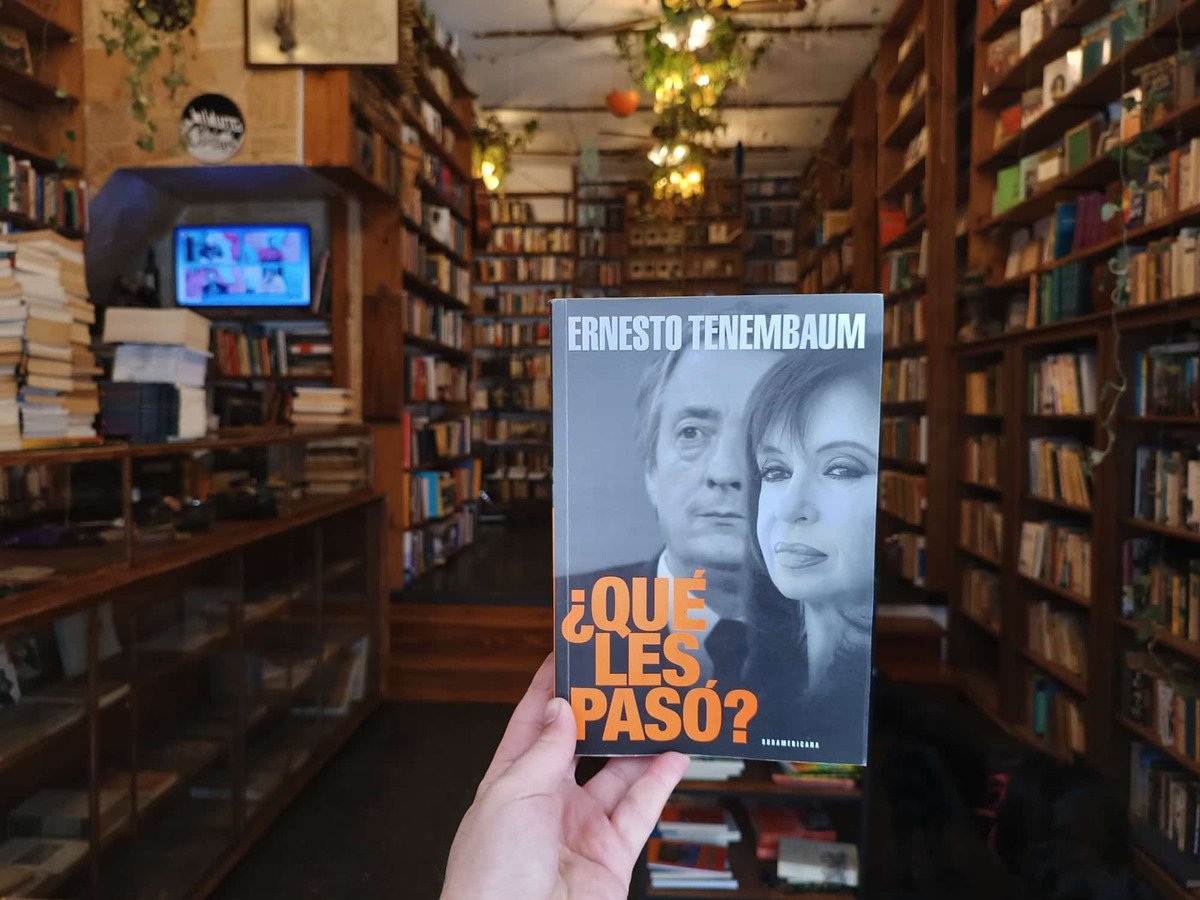 ERNESTO TENEMBAUM
¿QUÉ
LES
PASÓ?
SUDAMERICANA